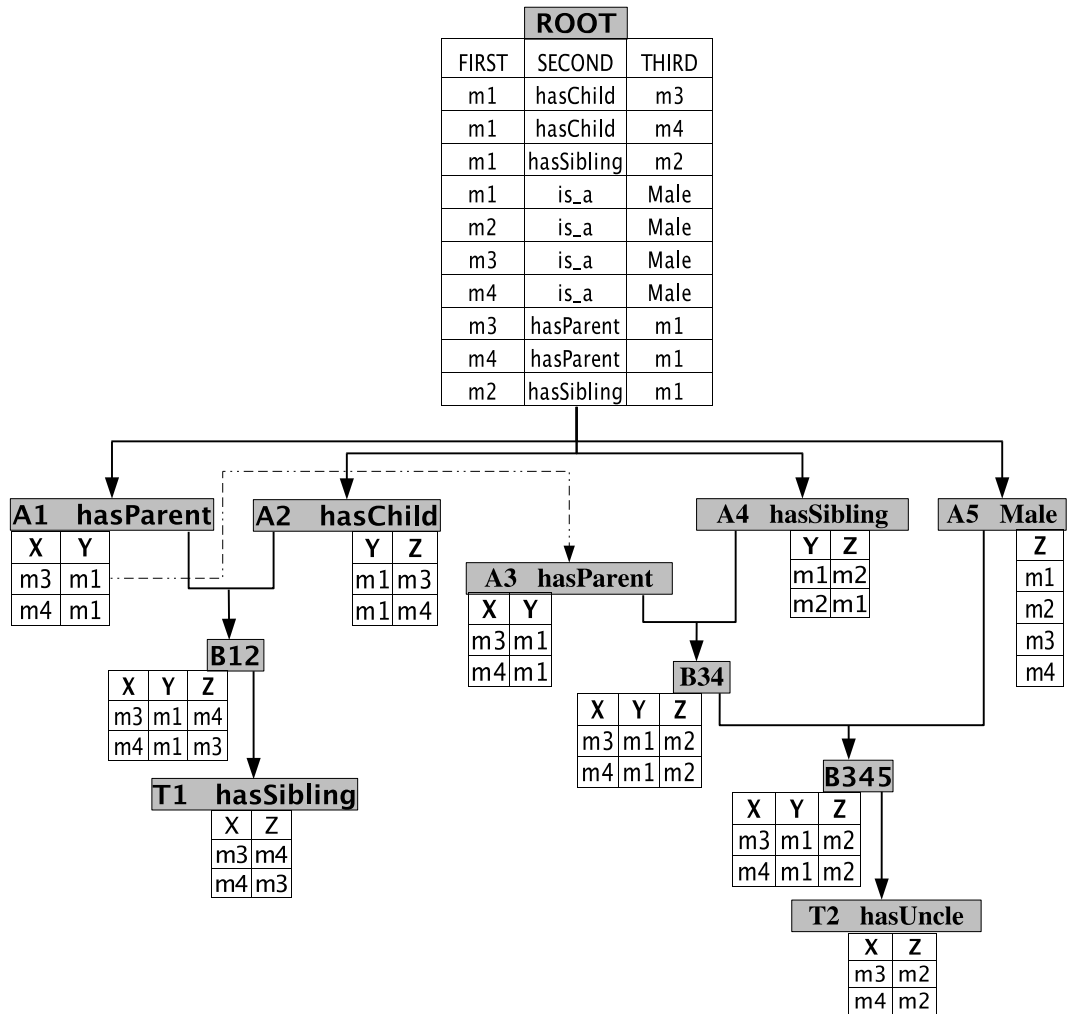 ROOT
FIRST SECOND THIRD
m1 hasChild m3
m1 hasChild m4
m1 hasSibling m2
m1 is_a Male
m2 is_a Male
m3 is_a Male
m4 is_a Male
m3 hasParent m1
m4 hasParent m1
m2 hasSibling m1
A1 hasParent
X Y
m3 m1
m4 m1
A2 hasChild
Y Z
m1 m3
m1 m4
A3 hasParent
X Y
m3 m1
m4 m1
A4 hasSibling
Y Z
m1 m2
m2 m1
A5 Male
Z
m1
m2
m3
m4
B12
X Y Z
m3 m1 m4
m4 m1 m3
B34
X Y Z
m3 m1 m2
m4 m1 m2
T1 hasSibling
X Z
m3 m4
m4 m3
B345
X Y Z
m3 m1 m2
m4 m1 m2
T2 hasUncle
X Z
m3 m2
m4 m2